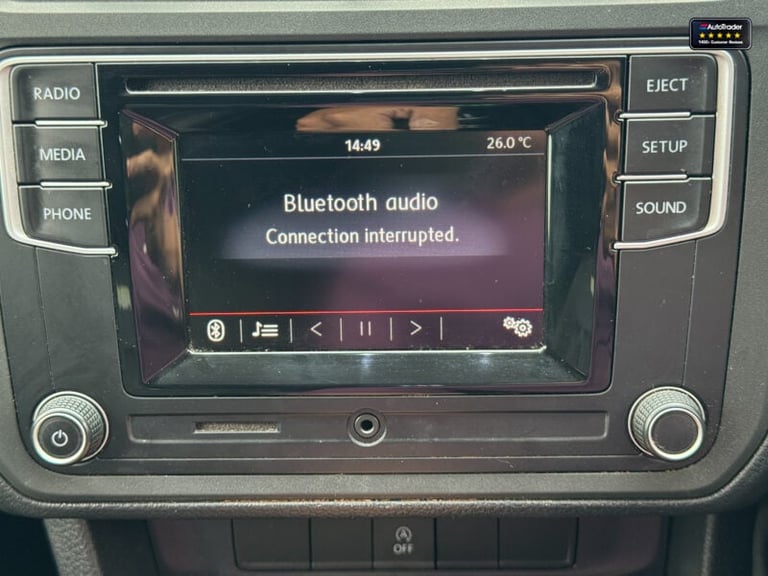 AutoTrader
RADIO
MEDIA
PHONE
EJECT
SETUP
SOUND
14:49
26.0 °C
Bluetooth audio
Connection interrupted.
OFF